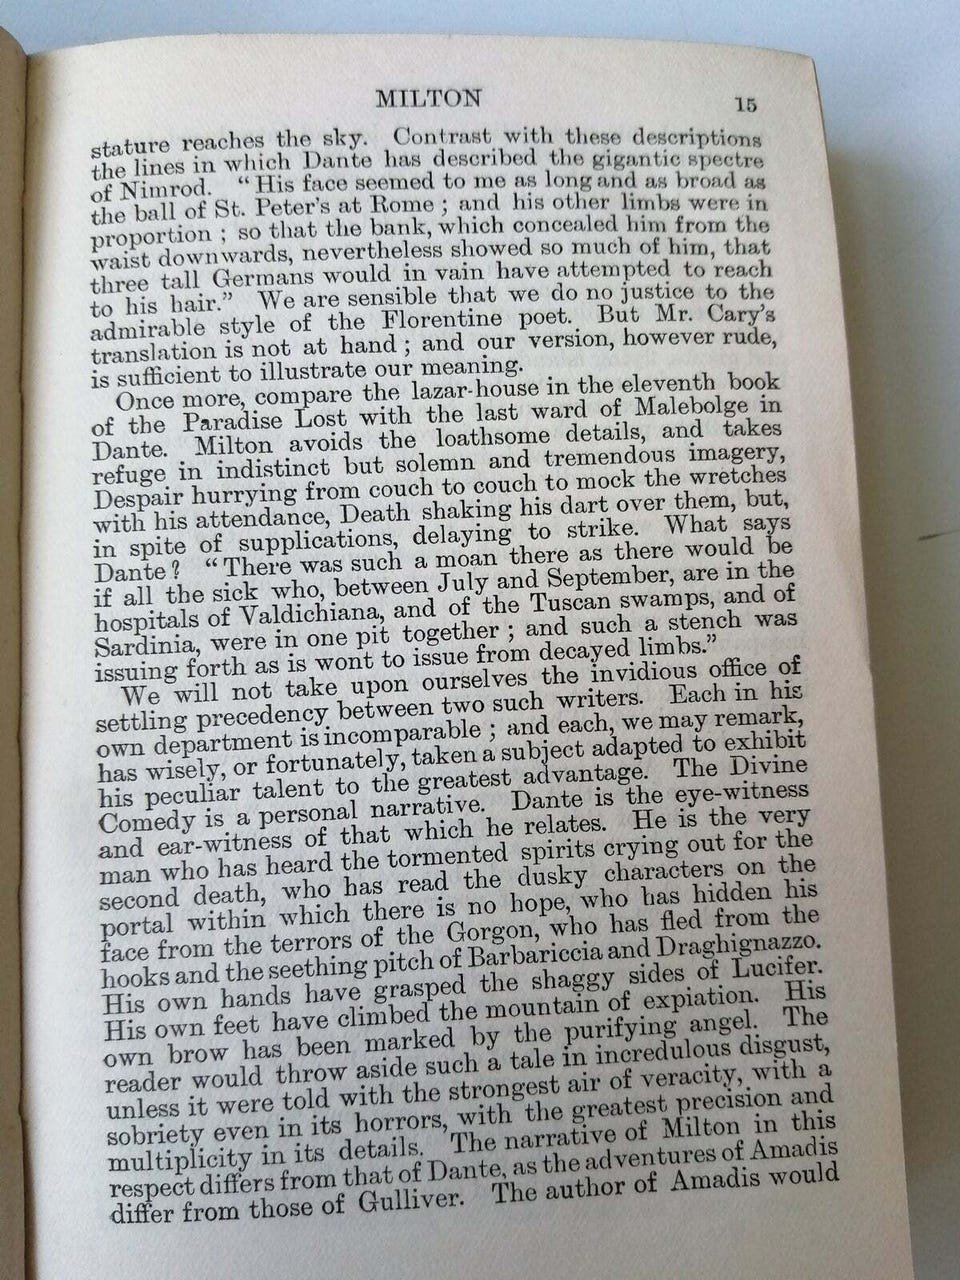 MILTON 15
stature reaches the sky. Contrast with these descriptions
the lines in which Dante has described the gigantic spectre
of Nimrod. “His face seemed to me as long and as broad as
the ball of St. Peter's at Rome ; and his other limbs were in
proportion ; so that the bank, which concealed him from the
waist downwards, nevertheless showed so much of him, that
three tall Germans would in vain have attempted to reach
to his hair.” We are sensible that we do no justice to the
admirable style of the Florentine poet. But Mr. Cary's
translation is not at hand ; and our version, however rude,
is sufficient to illustrate our meaning.
Once more, compare the lazar-house in the eleventh book
of the Paradise Lost with the last ward of Malebolge in
Dante. Milton avoids the loathsome details, and takes
refuge in indistinct but solemn and tremendous imagery,
Despair hurrying from couch to couch to mock the wretches
with his attendance, Death shaking his dart over them, but,
in spite of supplications, delaying to strike. What says
Dante ? “There was such a moan there as there would be
if all the sick who, between July and September, are in the
hospitals of Valdichiana, and of the Tuscan swamps, and of
Sardinia, were in one pit together ; and such a stench was
issuing forth as is wont to issue from decayed limbs.”
We will not take upon ourselves the invidious office of
settling precedency between two such writers. Each in his
own department is incomparable ; and each, we may remark,
has wisely, or fortunately, taken a subject adapted to exhibit
his peculiar talent to the greatest advantage. The Divine
Comedy is a personal narrative. Dante is the eye-witness
and ear-witness of that which he relates. He is the very
man who has heard the tormented spirits crying out for the
second death, who has read the dusky characters on the
portal within which there is no hope, who has hidden his
face from the terrors of the Gorgon, who has fled from the
hooks and the seething pitch of Barbariccia and Draghignazzo.
His own hands have grasped the shaggy sides of Lucifer.
His own feet have climbed the mountain of expiation. His
own brow has been marked by the purifying angel. The
reader would throw aside such a tale in incredulous disgust,
unless it were told with the strongest air of veracity, with a
sobriety even in its horrors, with the greatest precision and
multiplicity in its details. The narrative of Milton in this
respect differs from that of Dante, as the adventures of Amadis
differ from those of Gulliver. The author of Amadis would